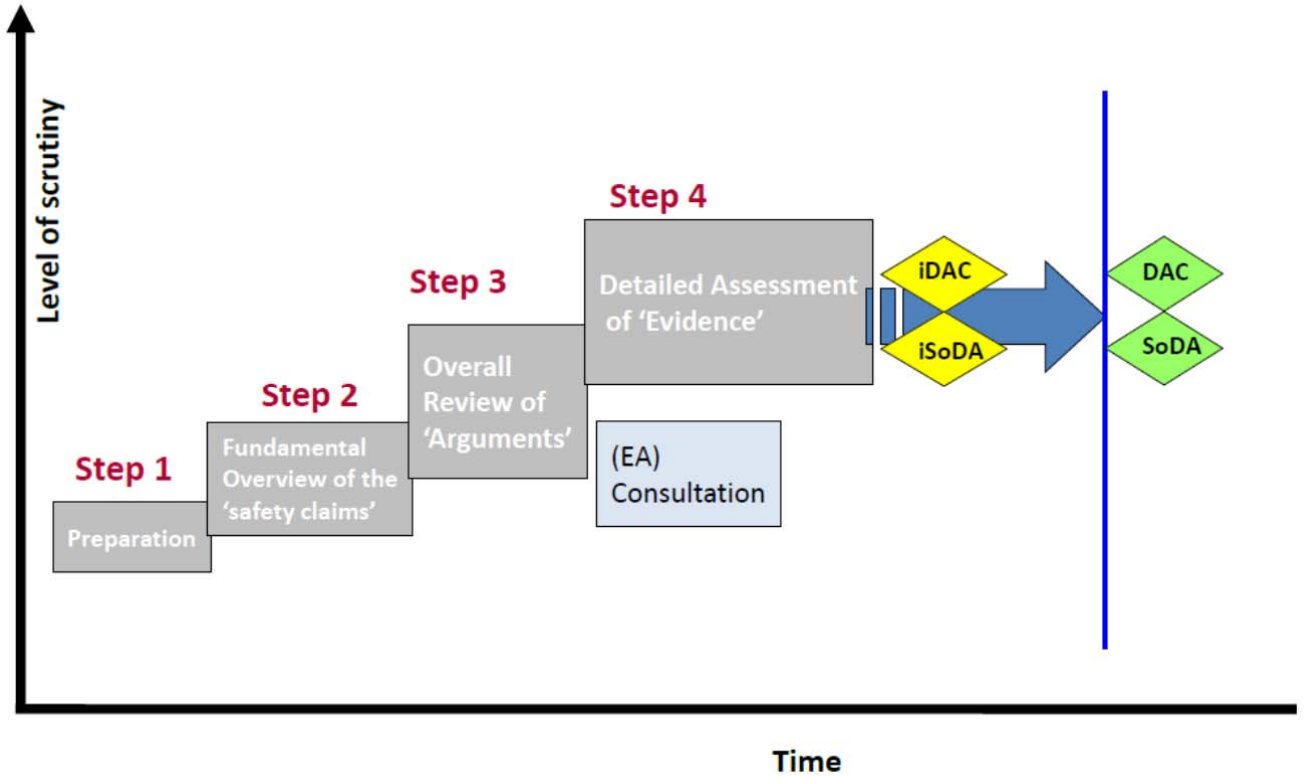 Level of scrutiny
Step 1
Preparation
Step 2
Fundamental
Overview of the
‘safety claims’
Step 3
Overall
Review of
‘Arguments’
Step 4
Detailed Assessment
of ‘Evidence’
(EA)
Consultation
iDAC
iSoDA
DAC
SoDA
Time